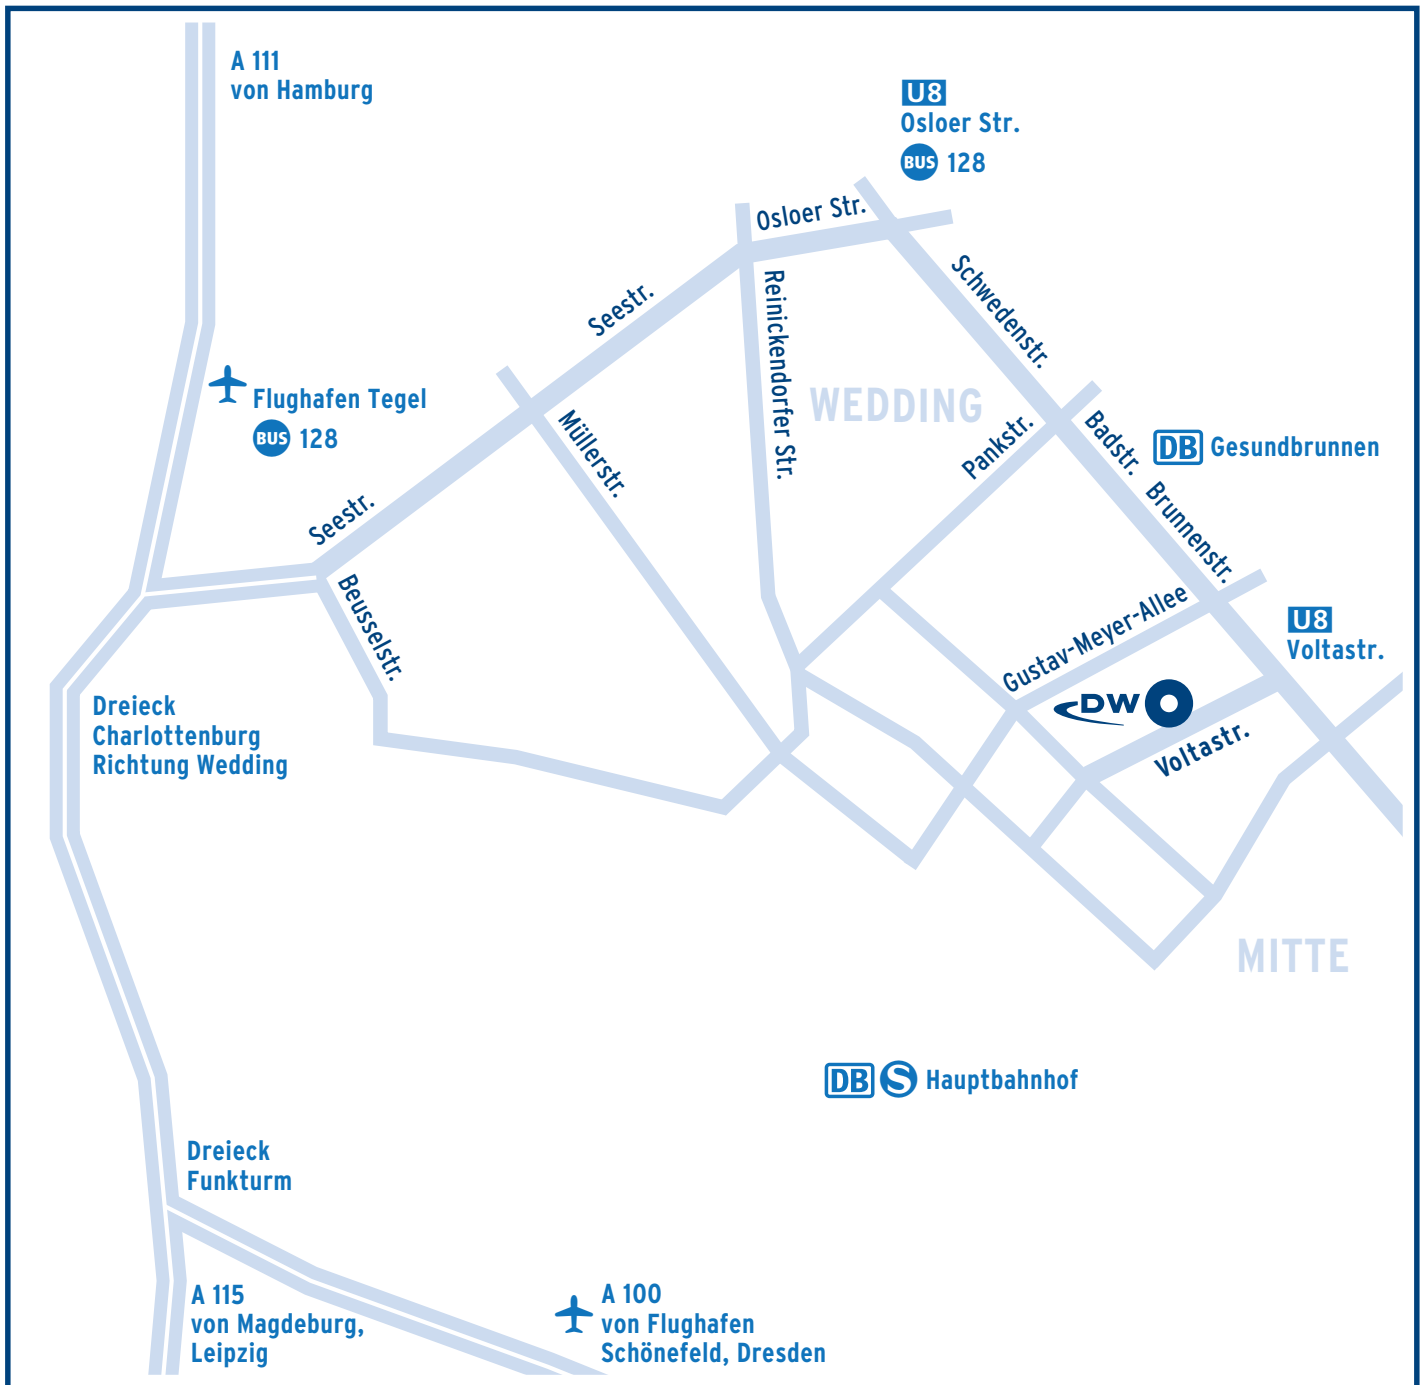 A 111
von Hamburg
U8
Osloer Str.
BUS 128
Osloer Str.
Seestr.
Schwedenstr.
Reinickendorfer Str.
Flughafen Tegel
BUS 128
WEDDING
Müllerstr.
Pankstr.
Badstr.
DB Gesundbrunnen
Seestr.
Brunnenstr.
Beusselstr.
Gustav-Meyer-Allee
U8
Voltastr.
DW
Voltastr.
Dreieck
Charlottenburg
Richtung Wedding
MITTE
DB S Hauptbahnhof
Dreieck
Funkturm
A 115
von Magdeburg,
Leipzig
A 100
von Flughafen
Schönefeld, Dresden